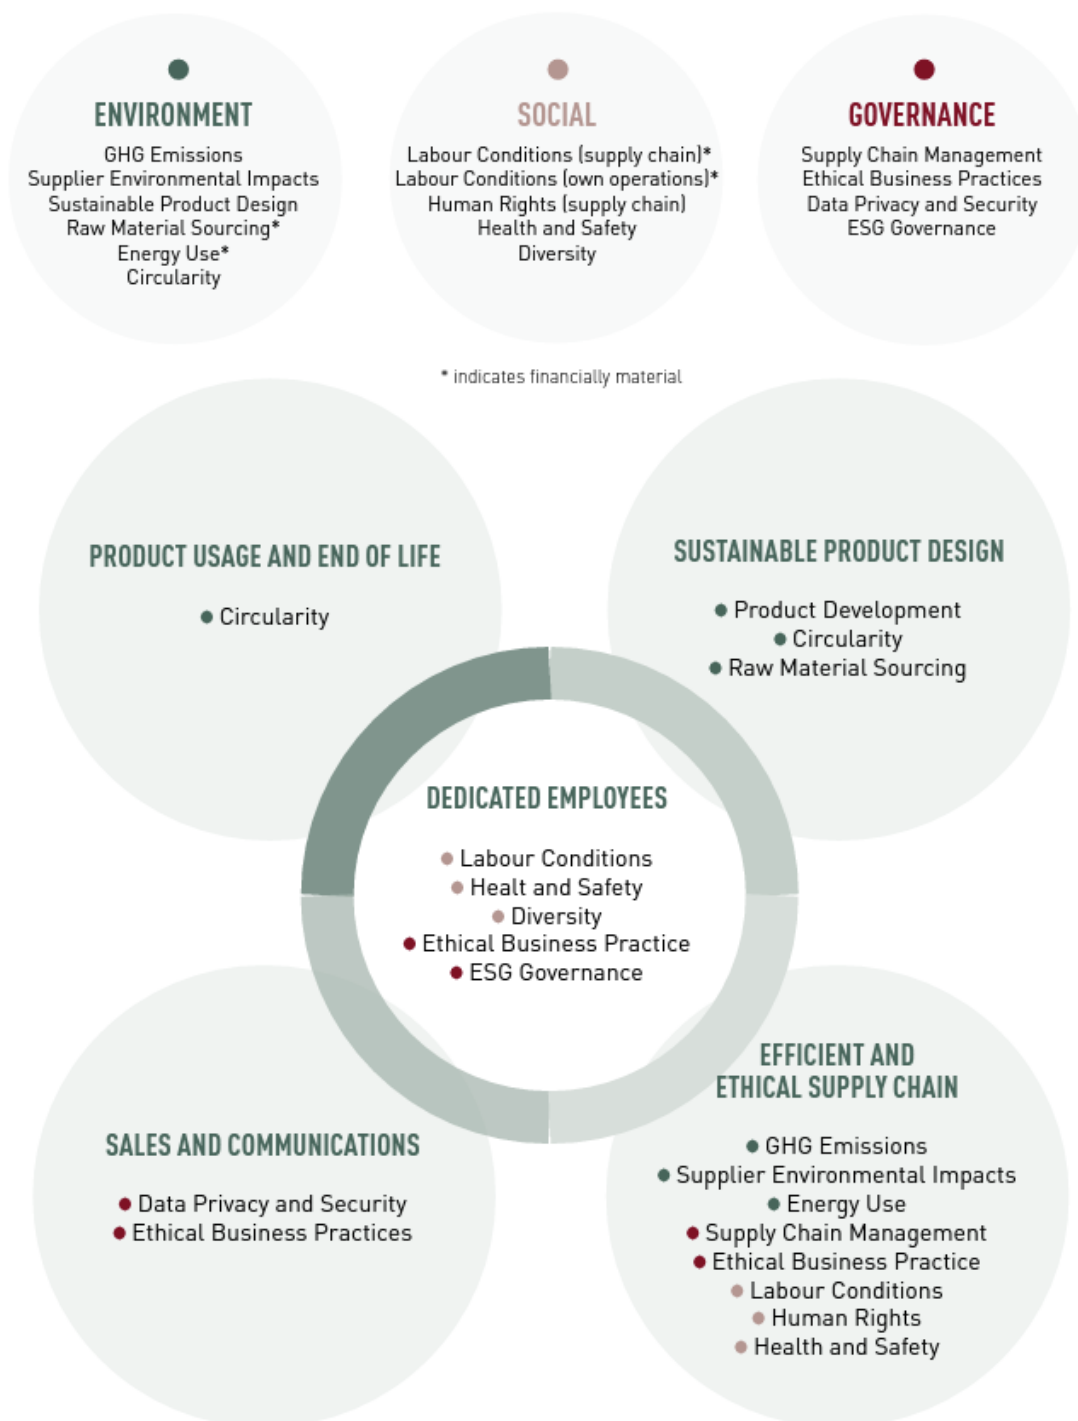 ENVIRONMENT
GHG Emissions
Supplier Environmental Impacts
Sustainable Product Design
Raw Material Sourcing*
Energy Use*
Circularity
SOCIAL
Labour Conditions (supply chain)*
Labour Conditions (own operations)*
Human Rights (supply chain)
Health and Safety
Diversity
GOVERNANCE
Supply Chain Management
Ethical Business Practices
Data Privacy and Security
ESG Governance
* indicates financially material
PRODUCT USAGE AND END OF LIFE
Circularity
SUSTAINABLE PRODUCT DESIGN
Product Development
Circularity
Raw Material Sourcing
DEDICATED EMPLOYEES
Labour Conditions
Healt and Safety
Diversity
Ethical Business Practice
ESG Governance
SALES AND COMMUNICATIONS
Data Privacy and Security
Ethical Business Practices
EFFICIENT AND
ETHICAL SUPPLY CHAIN
GHG Emissions
Supplier Environmental Impacts
Energy Use
Supply Chain Management
Ethical Business Practice
Labour Conditions
Human Rights
Health and Safety